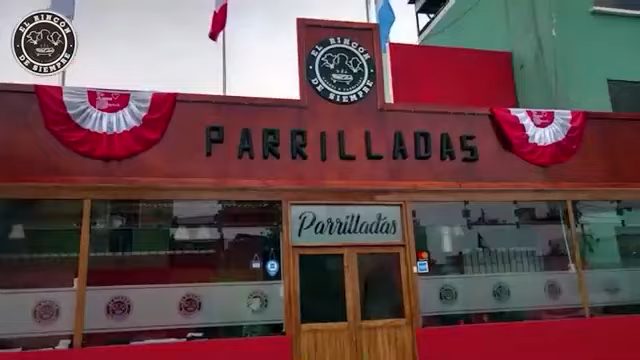 EL RINCON
DE SIEMPRE
EL RINCON
DE SIEMPRE
PARRILLADAS
Parrilladas